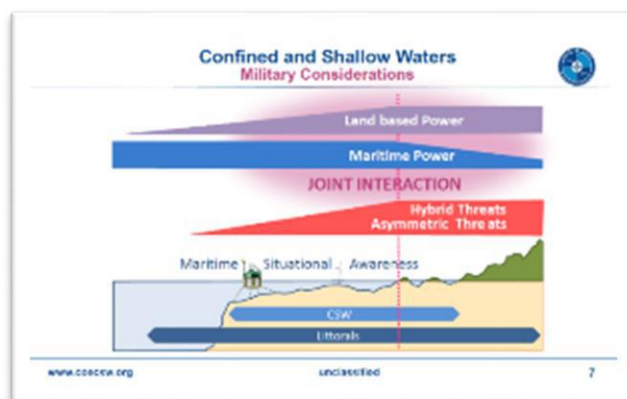 Confined and Shallow Waters
Military Considerations
Land based Power
Maritime Power
JOINT INTERACTION
Hybrid Threats
Asymmetric Threats
Maritime Situational Awareness
CSW
Littorals
www.coecsw.org unclassified 7